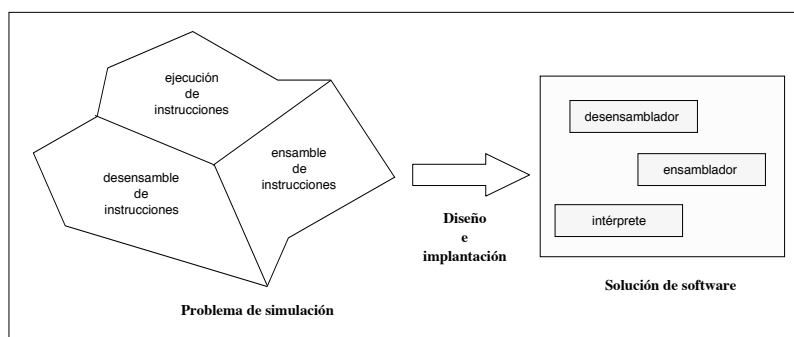 ejecución
de
instrucciones
desensamble
de
instrucciones
ensamble
de
instrucciones
Problema de simulación
Diseño
e
implantación
desensamblador
ensamblador
intérprete
Solución de software